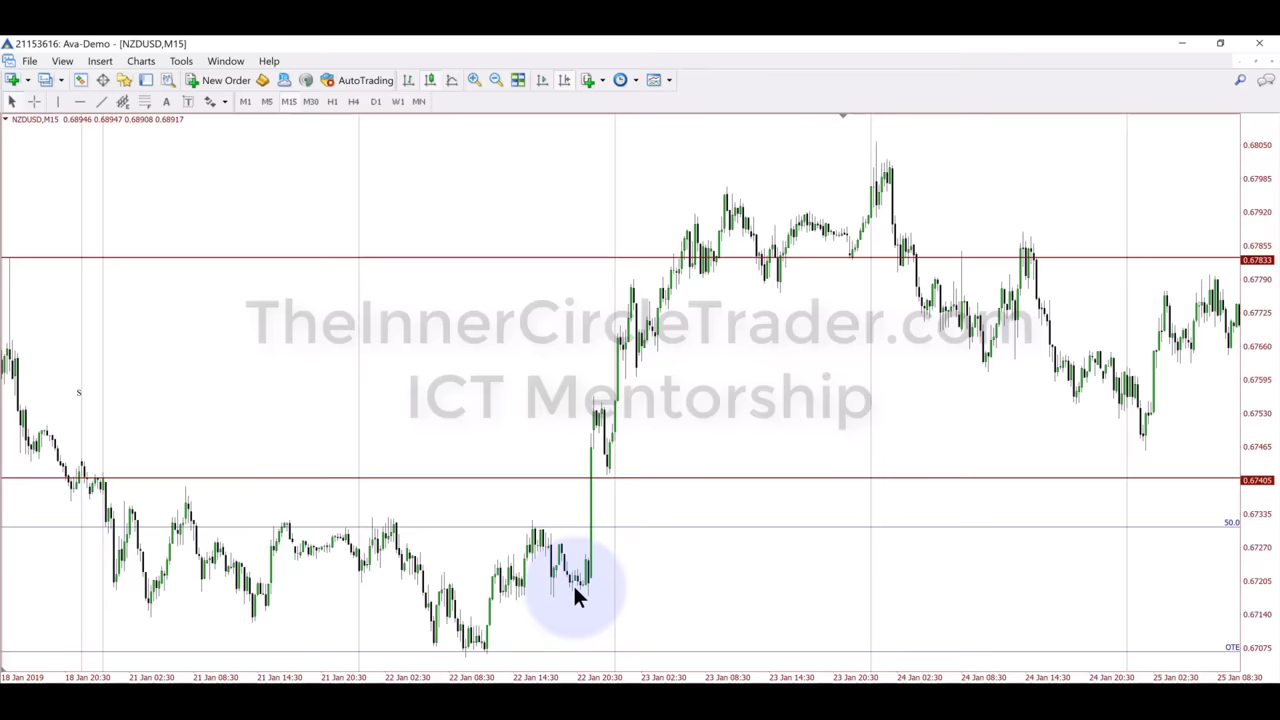 21153616: Ava-Demo - [NZDUSD,M15]
File View Insert Charts Tools Window Help
New Order AutoTrading
A T M1 M5 M15 M30 H1 H4 D1 W1 MN
NZDUSD,M15 0.68946 0.68947 0.68908 0.68917
0.68050
0.67985
0.67920
0.67855
0.67833
0.67790
TheInnerCircleTrader.com
0.67725
0.67660
ICT Mentorship
S
0.67595
0.67530
0.67465
0.67405
0.67335
50.0
0.67270
0.67205
0.67140
OTE
0.67075
18 Jan 2019 18 Jan 20:30 21 Jan 02:30 21 Jan 08:30 21 Jan 14:30 21 Jan 20:30 22 Jan 02:30 22 Jan 08:30 22 Jan 14:30 22 Jan 20:30 23 Jan 02:30 23 Jan 08:30 23 Jan 14:30 23 Jan 20:30 24 Jan 02:30 24 Jan 08:30 24 Jan 14:30 24 Jan 20:30 25 Jan 02:30 25 Jan 08:30